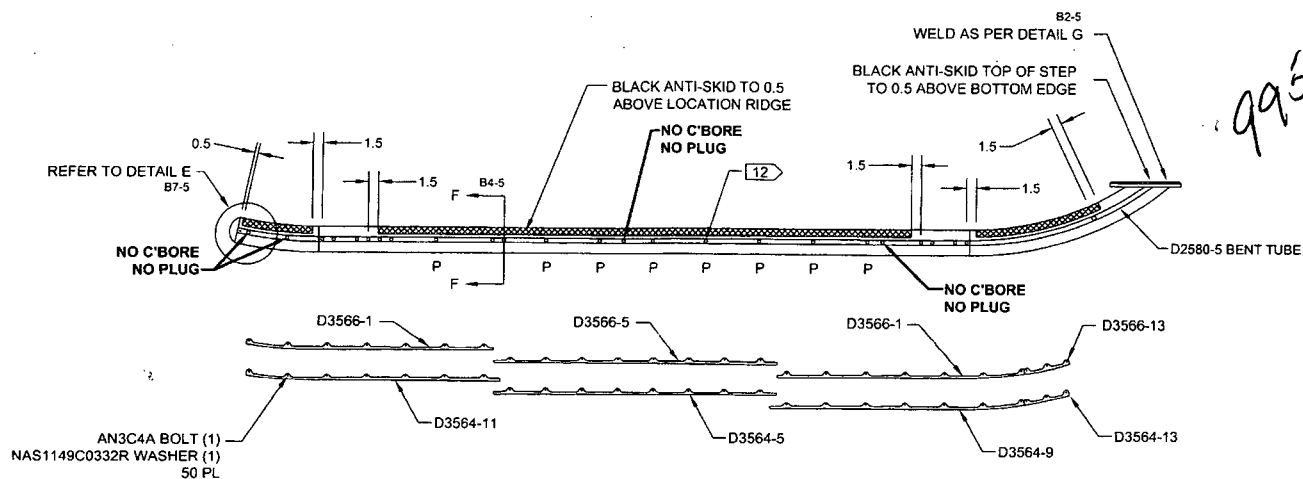 B2-5
WELD AS PER DETAIL G
BLACK ANTI-SKID TOP OF STEP
TO 0.5 ABOVE BOTTOM EDGE
BLACK ANTI-SKID TO 0.5
ABOVE LOCATION RIDGE
NO C'BORE
NO PLUG
12
0.5
1.5
1.5
1.5
1.5
1.5
REFER TO DETAIL E
B7-5
F
B4-5
NO C'BORE
NO PLUG
D2580-5 BENT TUBE
P
P
P
P
P
P
P
P
F
NO C'BORE
NO PLUG
D3566-1
D3566-5
D3566-1
D3566-13
D3564-11
D3564-5
D3564-9
D3564-13
AN3C4A BOLT (1)
NAS1149C0332R WASHER (1)
50 PL